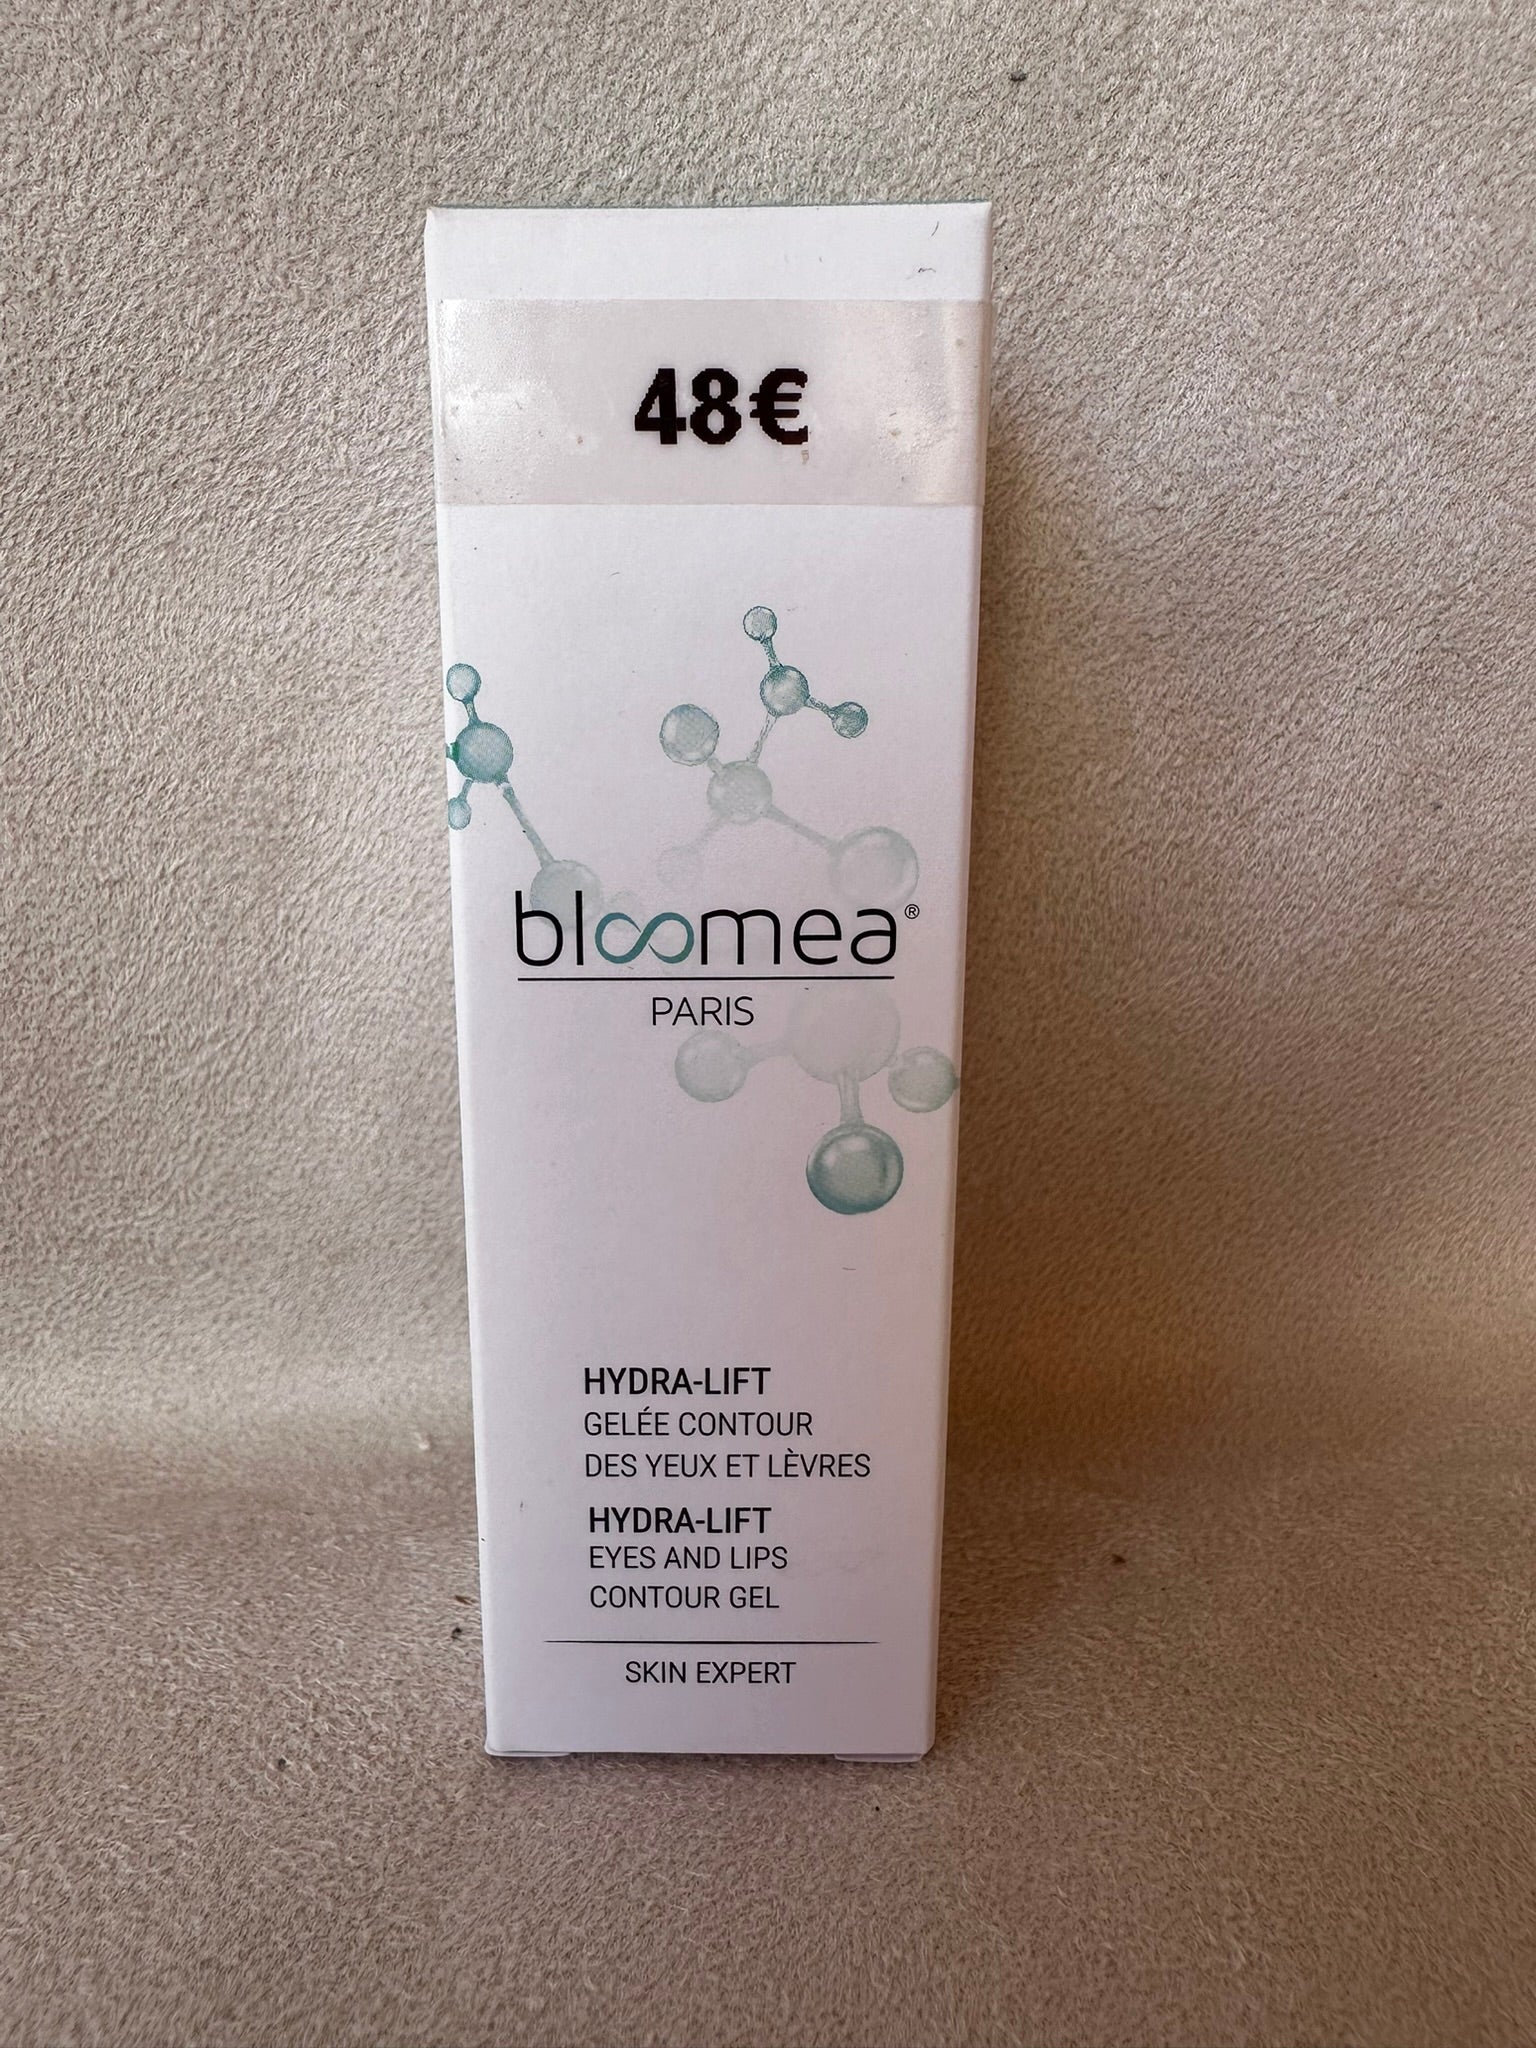 48€
bloomea®
PARIS
HYDRA-LIFT
GELÉE CONTOUR
DES YEUX ET LÈVRES
HYDRA-LIFT
EYES AND LIPS
CONTOUR GEL
SKIN EXPERT